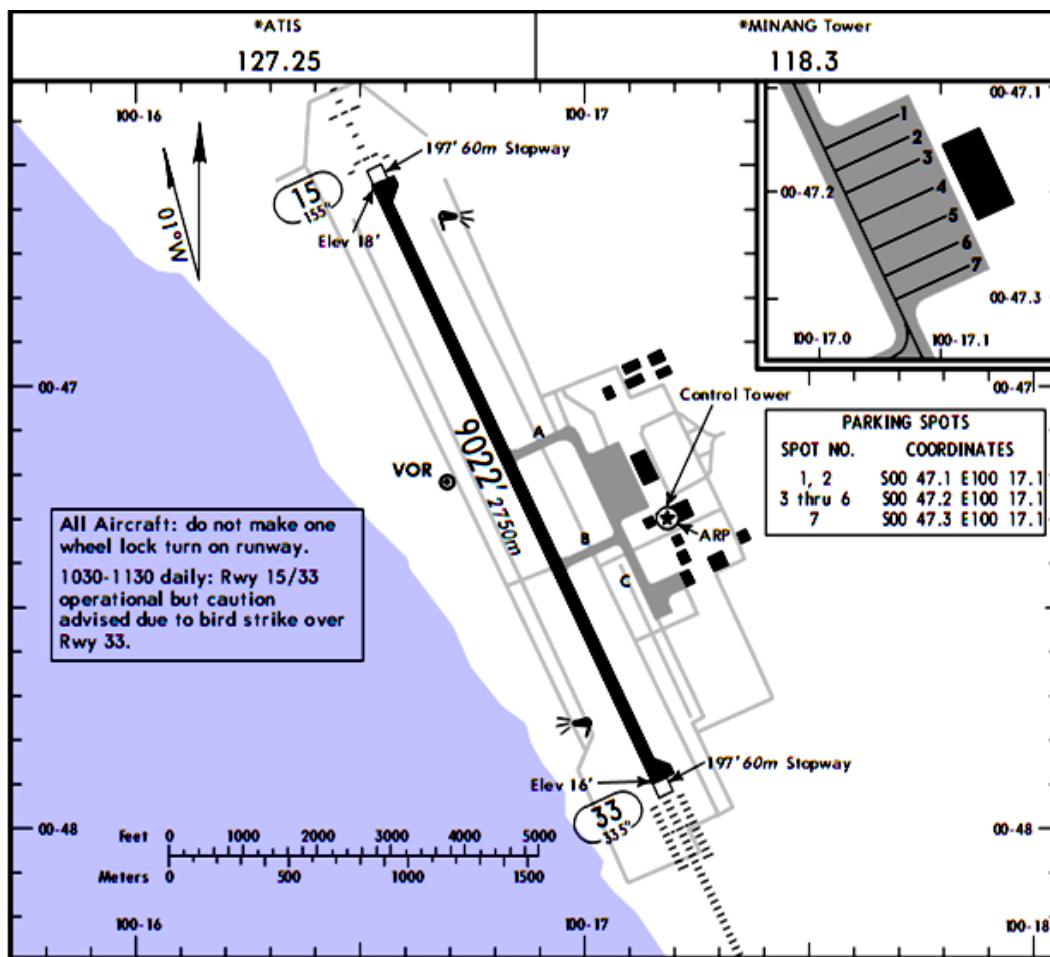 *ATIS
127.25
*MINANG Tower
118.3
100-16
100-17
197' 60m Stopway
15
155°
Elev 18'
01°W
1
2
3
4
5
6
7
00-47.1
00-47.2
00-47.3
100-17.0
100-17.1
00-47
00-47
Control Tower
A
9022' 2750m
VOR
B
ARP
C
PARKING SPOTS
SPOT NO. COORDINATES
1, 2 S00 47.1 E100 17.1
3 thru 6 S00 47.2 E100 17.1
7 S00 47.3 E100 17.1
All Aircraft: do not make one
wheel lock turn on runway.
1030-1130 daily: Rwy 15/33
operational but caution
advised due to bird strike over
Rwy 33.
197' 60m Stopway
Elev 16'
33
335°
00-48
00-48
Feet 0 1000 2000 3000 4000 5000
Meters 0 500 1000 1500
100-16
100-17
100-18